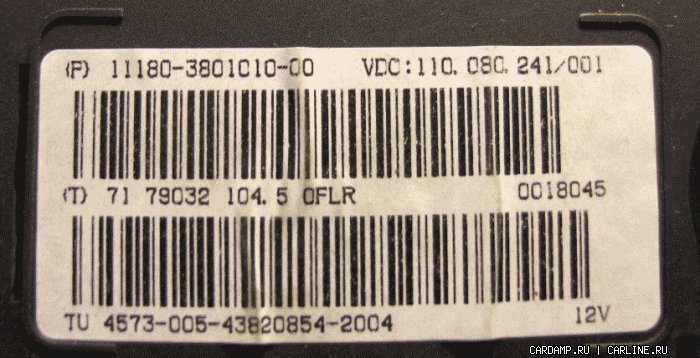 (P) 11180-3801010-00 VDC:110.080.241/001
(T) 71 79032 104.5 0FLR 0018045
TU 4573-005-43820854-2004 12V
CARDAMP.RU | CARLINE.RU